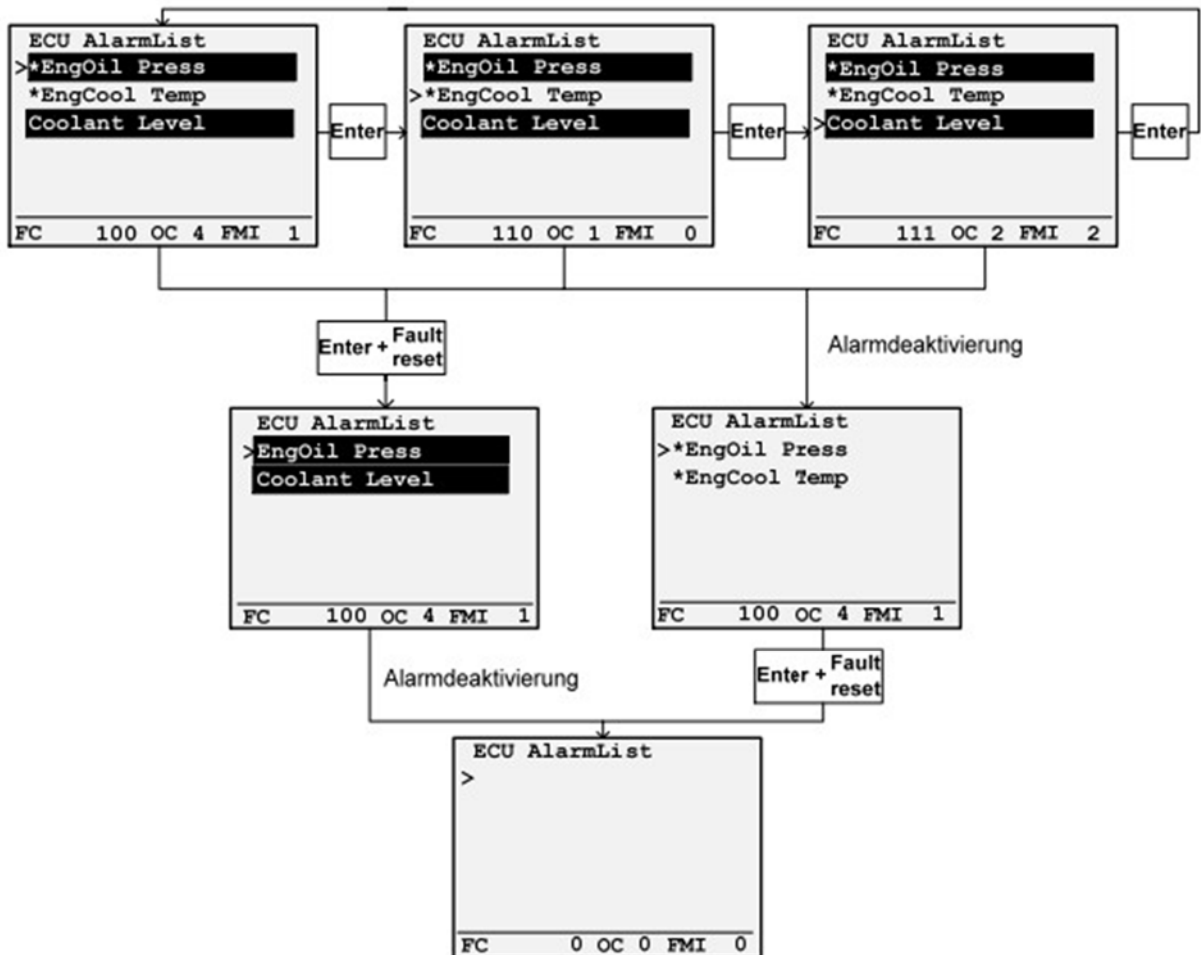 ECU AlarmList
>*EngOil Press
*EngCool Temp
Coolant Level
FC 100 OC 4 FMI 1
Enter
ECU AlarmList
*EngOil Press
>*EngCool Temp
Coolant Level
FC 110 OC 1 FMI 0
Enter
ECU AlarmList
*EngOil Press
*EngCool Temp
>Coolant Level
FC 111 OC 2 FMI 2
Enter
Enter + Fault
reset
Alarmdeaktivierung
ECU AlarmList
>EngOil Press
Coolant Level
FC 100 OC 4 FMI 1
ECU AlarmList
>*EngOil Press
*EngCool Temp
FC 100 OC 4 FMI 1
Alarmdeaktivierung
Enter + Fault
reset
ECU AlarmList
>
FC 0 OC 0 FMI 0